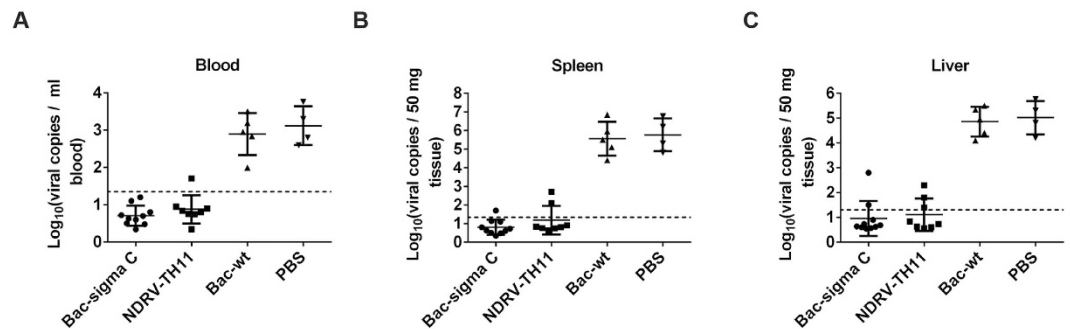 A
Blood
Log10(viral copies / ml
blood)
4
3
2
1
0
Bac-sigma C
NDRV-TH11
Bac-wt
PBS
B
Spleen
Log10(viral copies / 50 mg
tissue)
8
7
6
5
4
3
2
1
0
Bac-sigma C
NDRV-TH11
Bac-wt
PBS
C
Liver
Log10(viral copies / 50 mg
tissue)
6
5
4
3
2
1
0
Bac-sigma C
NDRV-TH11
Bac-wt
PBS